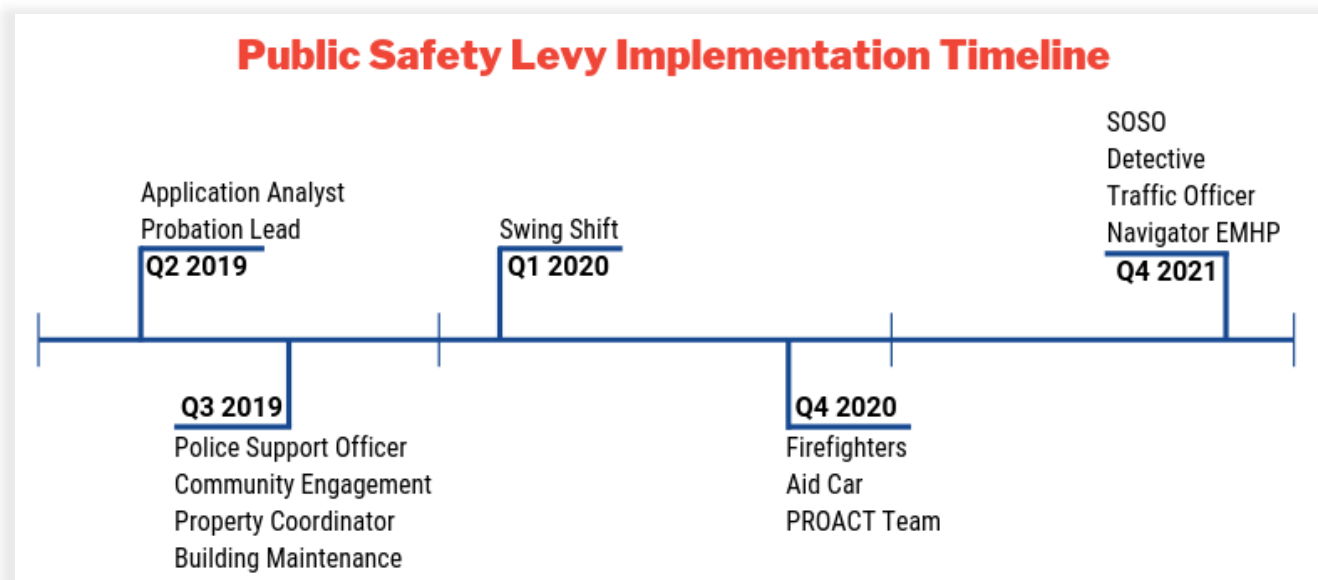 Public Safety Levy Implementation Timeline
Application Analyst
Probation Lead
Q2 2019
Q3 2019
Police Support Officer
Community Engagement
Property Coordinator
Building Maintenance
Swing Shift
Q1 2020
Q4 2020
Firefighters
Aid Car
PROACT Team
SOSO
Detective
Traffic Officer
Navigator EMHP
Q4 2021